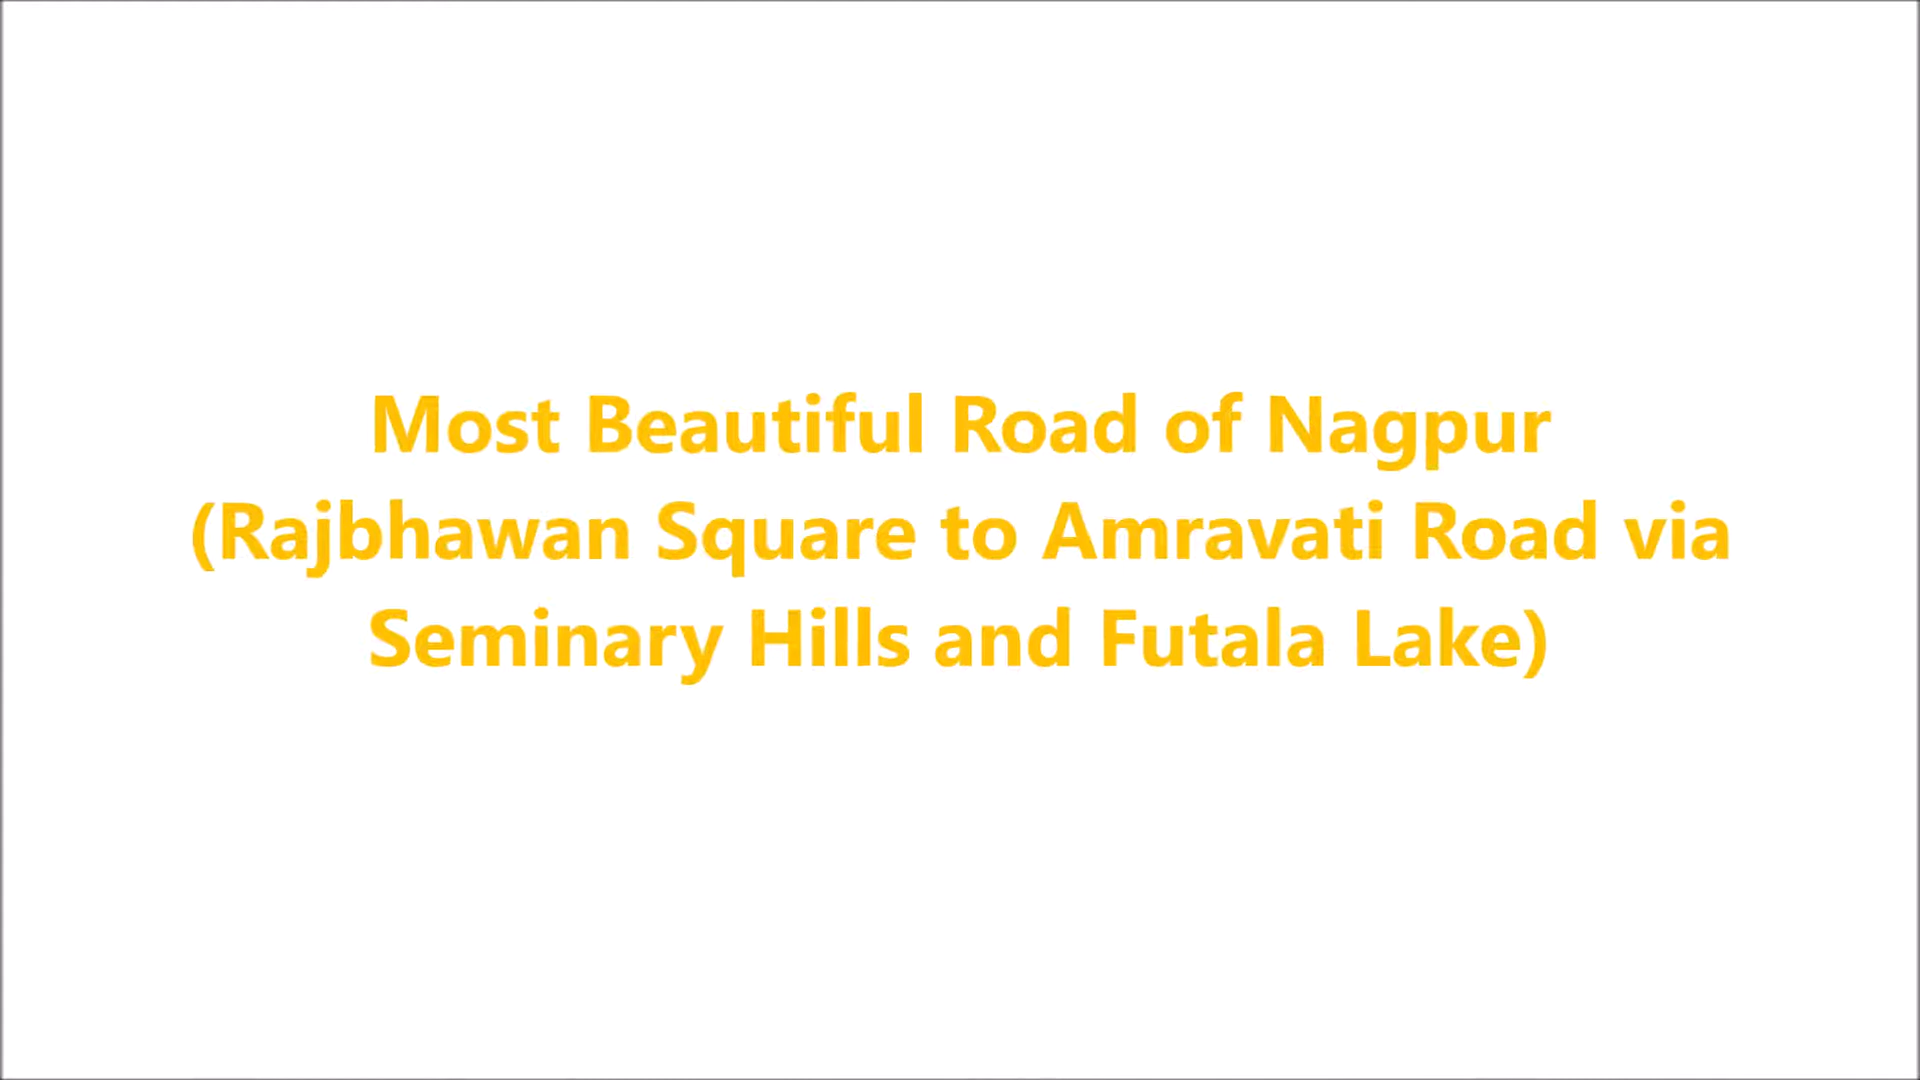 Most Beautiful Road of Nagpur
(Rajbhawan Square to Amravati Road via
Seminary Hills and Futala Lake)